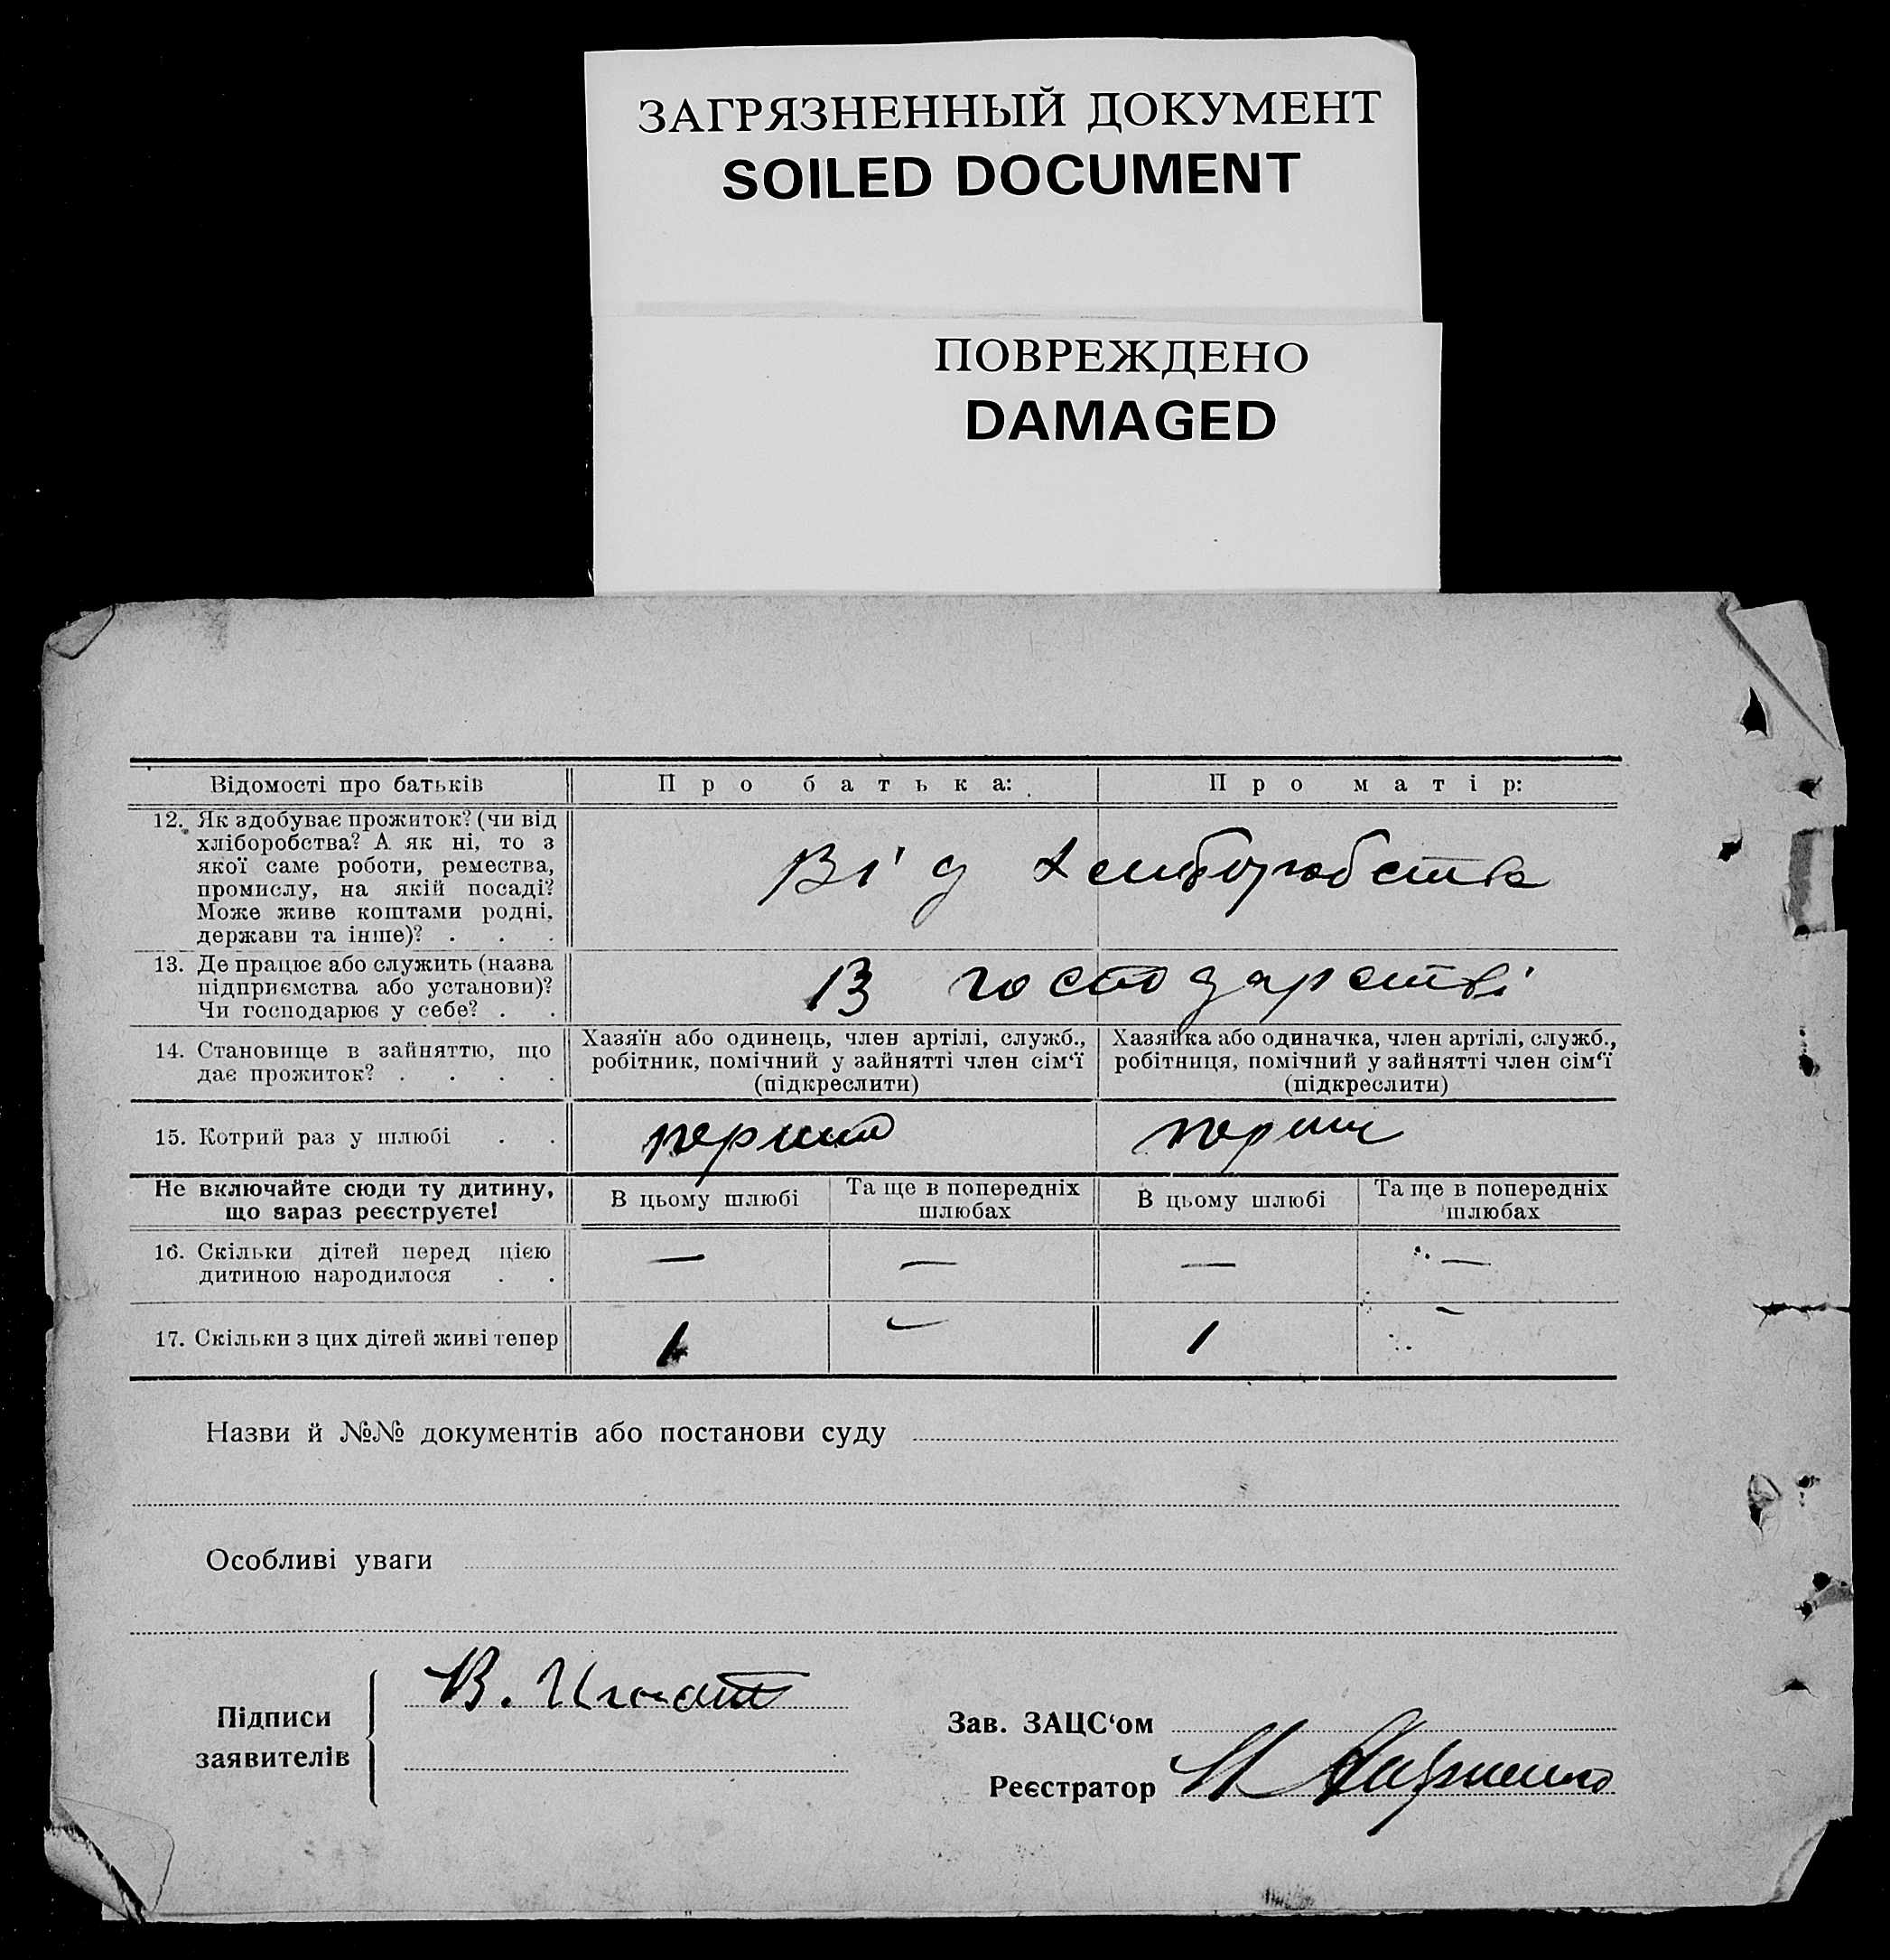 ЗАГРЯЗНЕННЫЙ ДОКУМЕНТ
SOILED DOCUMENT
ПОВРЕЖДЕНО
DAMAGED
Відомості про батьків
Про батька:
Про матір:
12. Як здобуває прожиток? (чи від
хліборобства? А як ні, то з
якої саме роботи, ремества,
промислу, на якій посаді?
Може живе коштами родні,
держави та інше)? . . .
Від
13. Де працює або служить (назва
підприємства або установи)?
Чи господарює у себе? . .
В господарстві
14. Становище в зайняттю, що
дає прожиток? . . . .
Хазяїн або одинець, член артілі, служб.,
робітник, помічний у зайнятті член сім‘ї
(підкреслити)
Хазяйка або одиначка, член артілі, служб.,
робітниця, помічний у зайнятті член сім‘ї
(підкреслити)
15. Котрий раз у шлюбі . .
Не включайте сюди ту дитину,
що зараз реєструєте!
В цьому шлюбі
Та ще в попередніх
шлюбах
В цьому шлюбі
Та ще в попередніх
шлюбах
16. Скільки дітей перед цією
дитиною народилося . .
— — — —
17. Скільки з цих дітей живі тепер
1 — 1 —
Назви й №№ документів або постанови суду
Особливі уваги
Підписи
заявителів
В.
Зав. ЗАЦС‘ом
Реєстратор